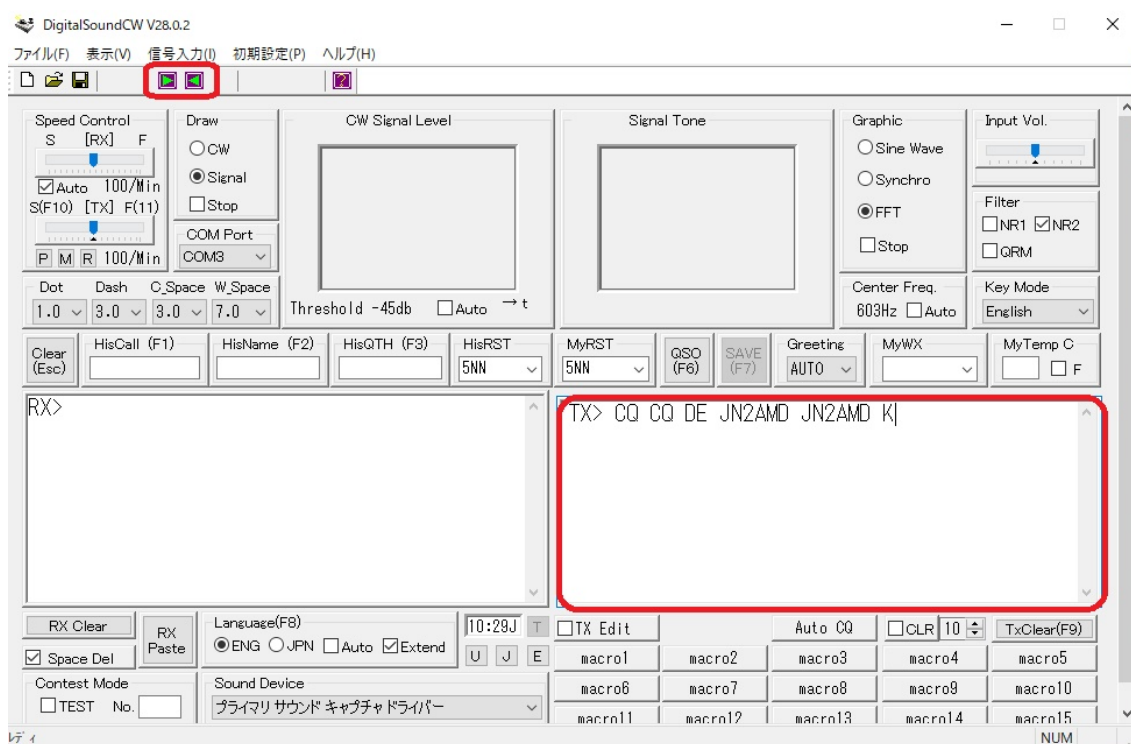 DigitalSoundCW V28.0.2
ファイル(F) 表示(V) 信号入力(I) 初期設定(P) ヘルプ(H)
Speed Control
S [RX] F
Auto 100/Min
S(F10) [TX] F(11)
P M R 100/Min
Draw
CW
Signal
Stop
COM Port
COM3
CW Signal Level
Threshold -45db Auto →t
Signal Tone
Graphic
Sine Wave
Synchro
FFT
Stop
Input Vol.
Filter
NR1 NR2
QRM
Dot Dash C_Space W_Space
1.0 3.0 3.0 7.0
Center Freq.
603Hz Auto
Key Mode
English
Clear
(Esc)
HisCall (F1)
HisName (F2)
HisQTH (F3)
HisRST
5NN
MyRST
5NN
QSO
(F6)
SAVE
(F7)
Greeting
AUTO
MyWX
MyTemp C
F
RX>
TX> CQ CQ DE JN2AMD JN2AMD K
RX Clear
Space Del
RX
Paste
Language(F8)
ENG JPN Auto Extend
10:29J T
U J E
TX Edit Auto CQ CLR 10 TxClear(F9)
macro1 macro2 macro3 macro4 macro5
Contest Mode
TEST No.
Sound Device
プライマリ サウンド キャプチャ ドライバー
macro6 macro7 macro8 macro9 macro10
macro11 macro12 macro13 macro14 macro15
レディ
NUM